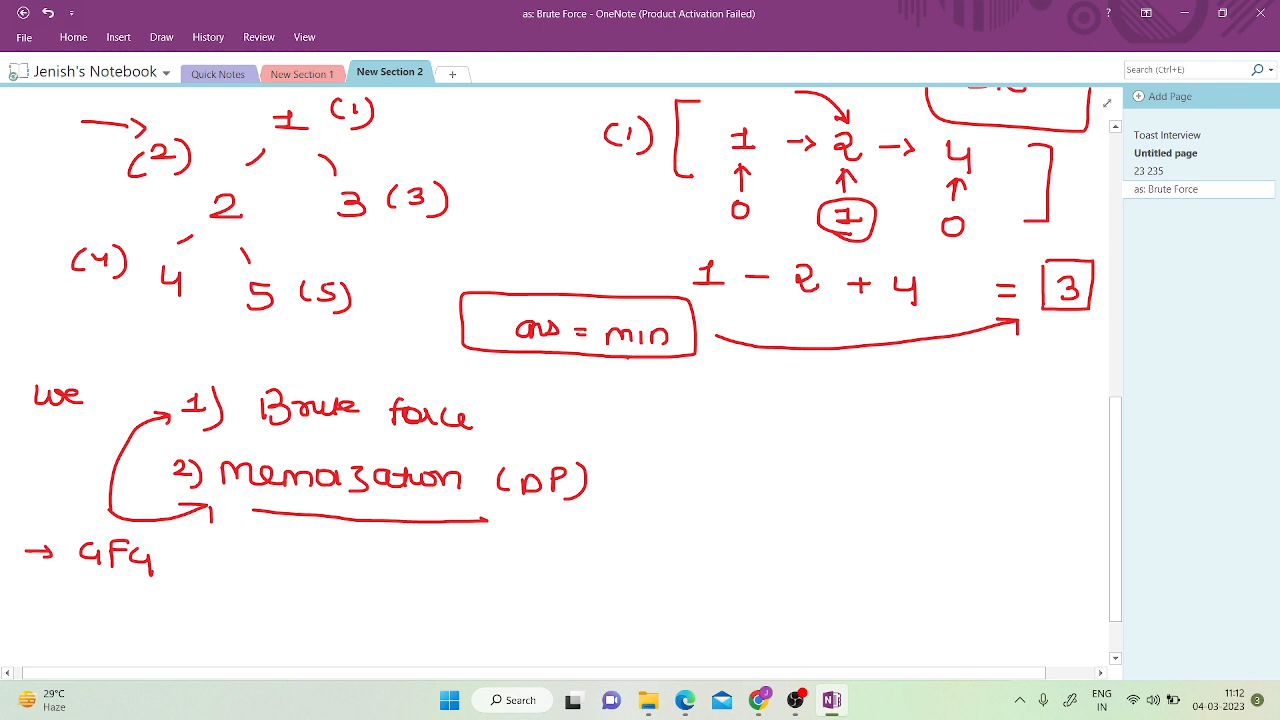 as: Brute Force - OneNote (Product Activation Failed)
File Home Insert Draw History Review View
Jenish's Notebook Quick Notes New Section 1 New Section 2
Search (Ctrl+E)
Add Page
Toast Interview
Untitled page
23 235
as: Brute Force
1 (1)
(2)
2 3 (3)
(4) 4 5 (5)
(1) [ 1 → 2 → 4 ]
0 1 0
1 - 2 + 4 = 3
ans = min
we
1) Brute force
2) Memoization (DP)
→ GFG
29°C
Haze
Search
ENG
IN
11:12
04-03-2023
3